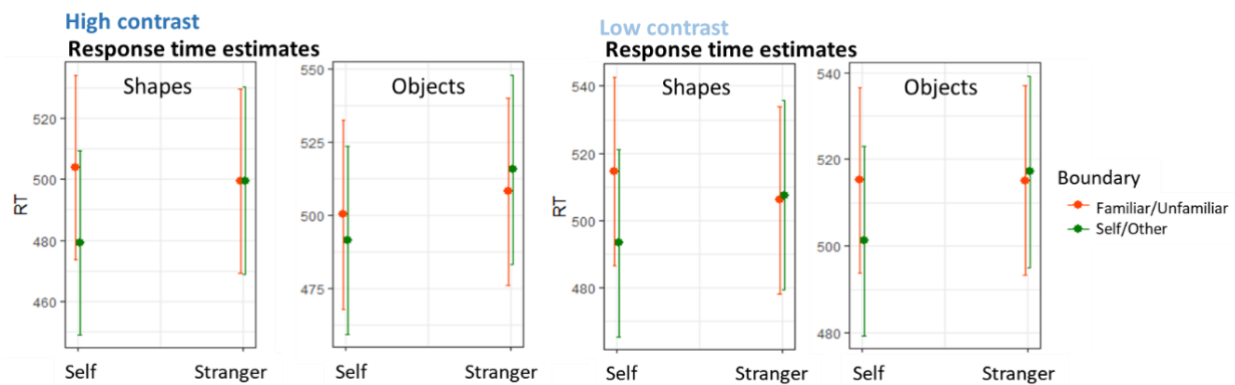 High contrast
Response time estimates
Shapes
Objects
RT
520
500
480
460
550
525
500
475
Self
Stranger
Self
Stranger
Low contrast
Response time estimates
Shapes
Objects
RT
540
520
500
480
540
520
500
480
Self
Stranger
Self
Stranger
Boundary
Familiar/Unfamiliar
Self/Other